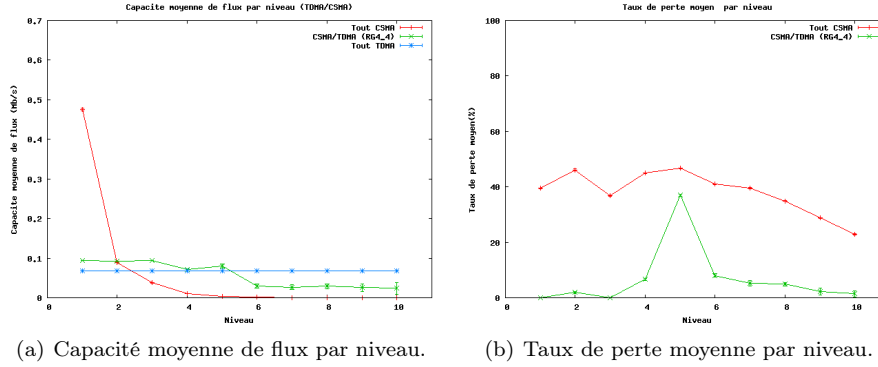 Capacite moyenne de flux par niveau (TDMA/CSMA)
0.7
0.6
0.5
0.4
0.3
0.2
0.1
0
Capacite moyenne de flux (Mb/s)
Tout CSMA
CSMA/TDMA (RG4_4)
Tout TDMA
0 2 4 6 8 10
Niveau
Taux de perte moyen par niveau
100
80
60
40
20
0
Taux de perte moyen(%)
Tout CSMA
CSMA/TDMA (RG4_4)
0 2 4 6 8 10
Niveau
(a) Capacité moyenne de flux par niveau.
(b) Taux de perte moyenne par niveau.